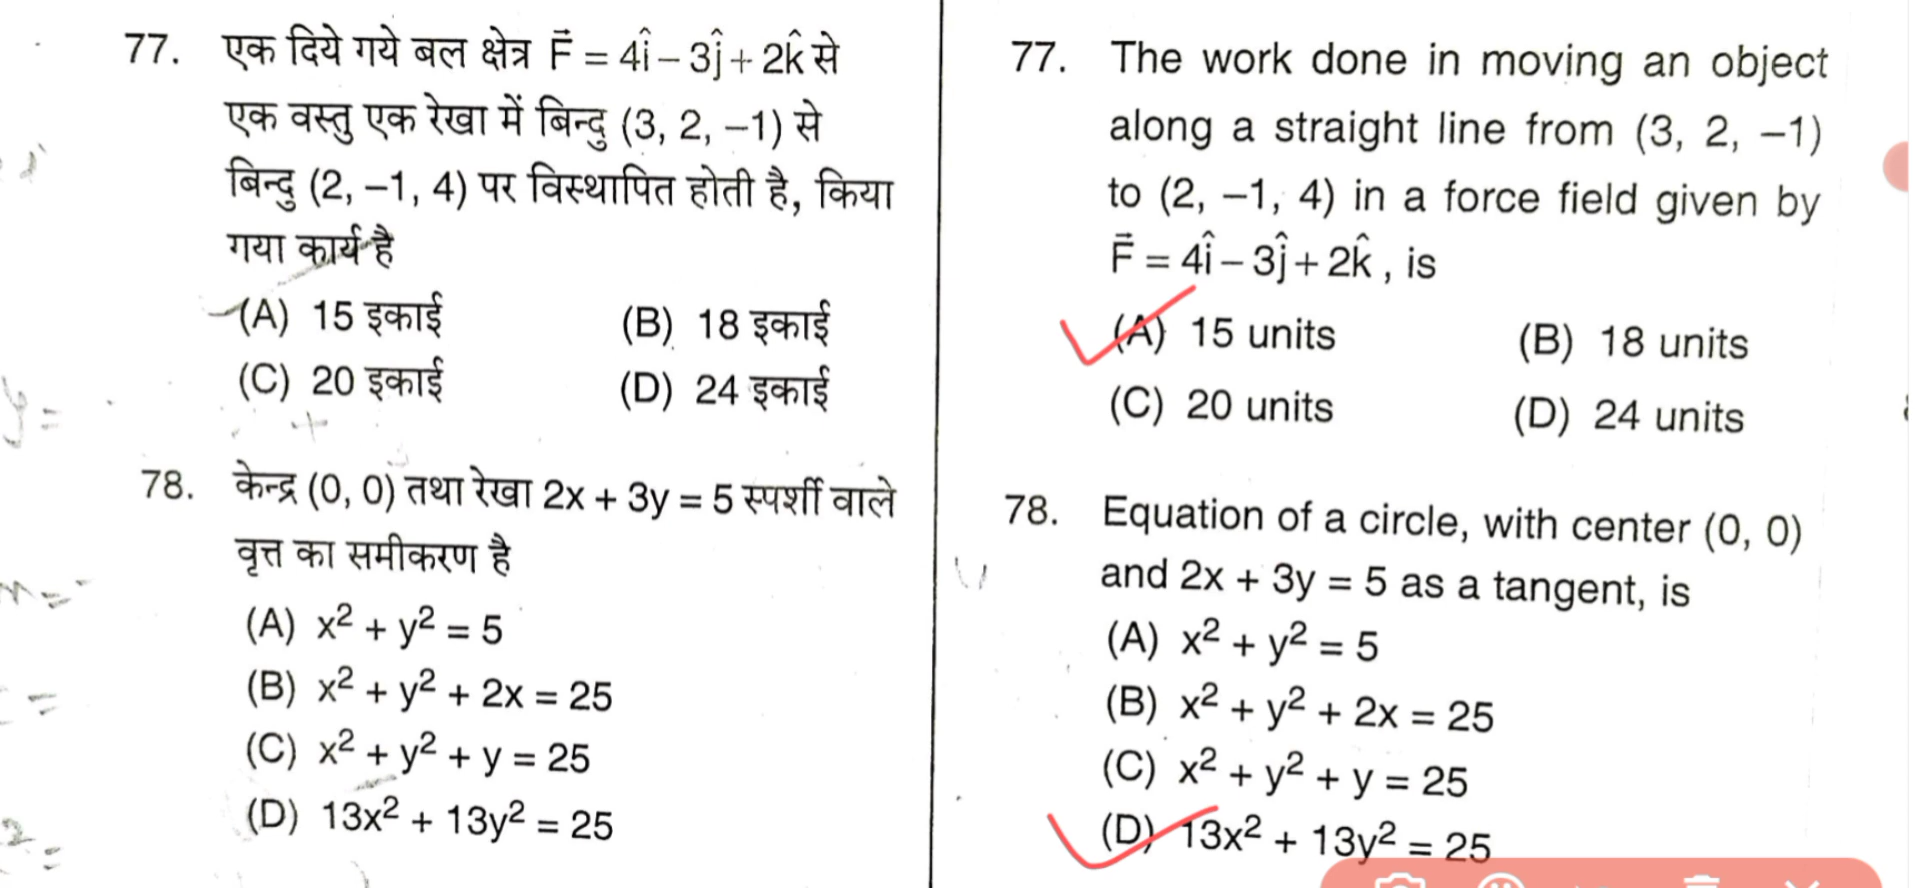 77. एक दिये गये बल क्षेत्र F⃗ = 4î – 3ĵ + 2k̂ से
एक वस्तु एक रेखा में बिन्दु (3, 2, –1) से
बिन्दु (2, –1, 4) पर विस्थापित होती है, किया
गया कार्य है
(A) 15 इकाई (B) 18 इकाई
(C) 20 इकाई (D) 24 इकाई
78. केन्द्र (0, 0) तथा रेखा 2x + 3y = 5 स्पर्शी वाले
वृत्त का समीकरण है
(A) x² + y² = 5
(B) x² + y² + 2x = 25
(C) x² + y² + y = 25
(D) 13x² + 13y² = 25
77. The work done in moving an object
along a straight line from (3, 2, –1)
to (2, –1, 4) in a force field given by
F⃗ = 4î – 3ĵ + 2k̂ , is
(A) 15 units (B) 18 units
(C) 20 units (D) 24 units
78. Equation of a circle, with center (0, 0)
and 2x + 3y = 5 as a tangent, is
(A) x² + y² = 5
(B) x² + y² + 2x = 25
(C) x² + y² + y = 25
(D) 13x² + 13y² = 25